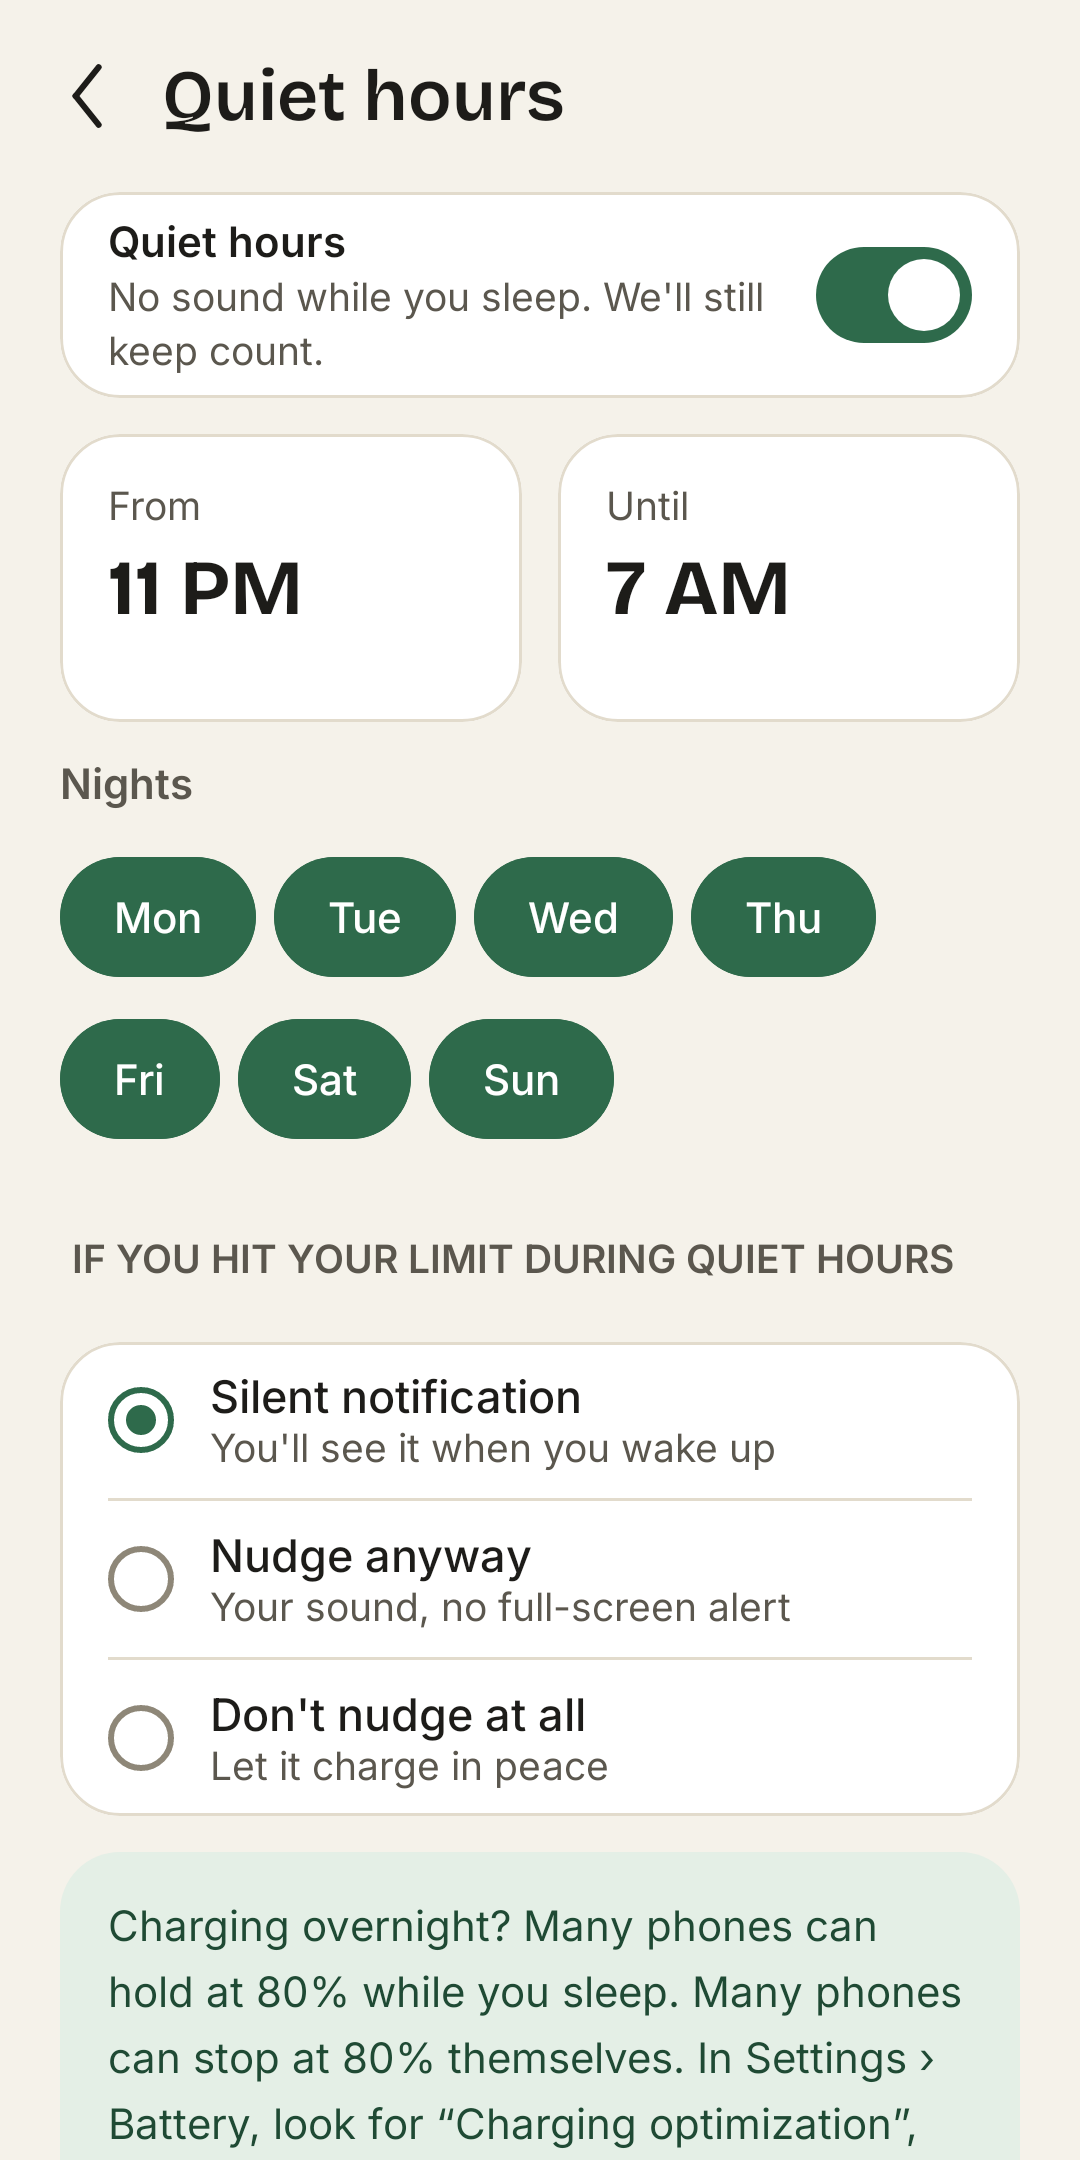 Quiet hours
Quiet hours
No sound while you sleep. We'll still
keep count.
From
11 PM
Until
7 AM
Nights
Mon
Tue
Wed
Thu
Fri
Sat
Sun
IF YOU HIT YOUR LIMIT DURING QUIET HOURS
Silent notification
You'll see it when you wake up
Nudge anyway
Your sound, no full-screen alert
Don't nudge at all
Let it charge in peace
Charging overnight? Many phones can
hold at 80% while you sleep. Many phones
can stop at 80% themselves. In Settings ›
Battery, look for “Charging optimization”,